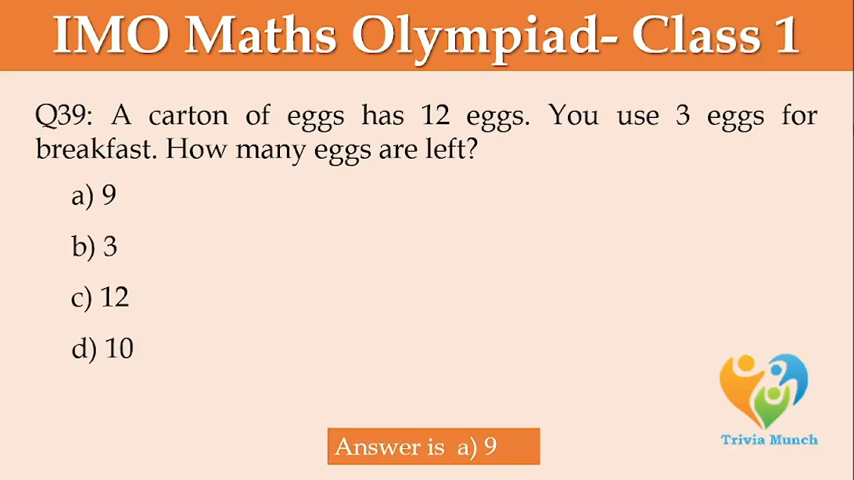 IMO Maths Olympiad- Class 1
Q39: A carton of eggs has 12 eggs. You use 3 eggs for
breakfast. How many eggs are left?
a) 9
b) 3
c) 12
d) 10
Trivia Munch
Answer is a) 9